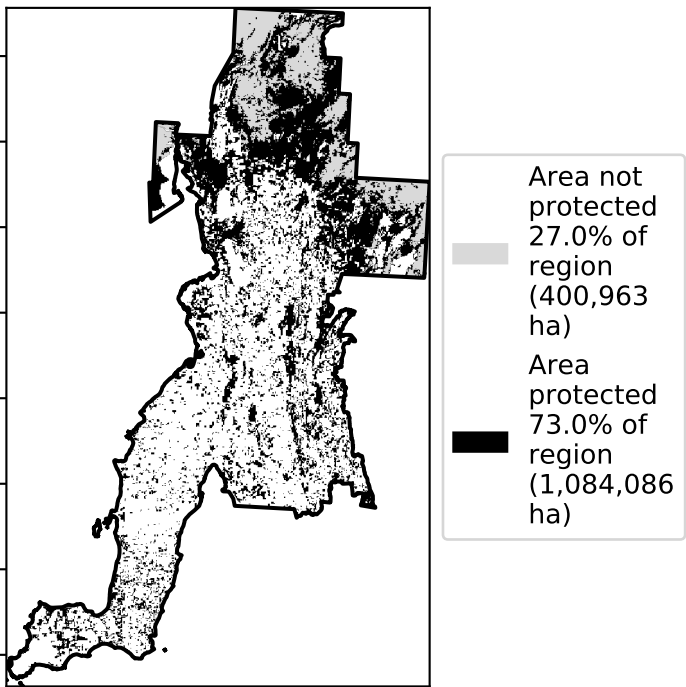 Area not
protected
27.0% of
region
(400,963
ha)
Area
protected
73.0% of
region
(1,084,086
ha)